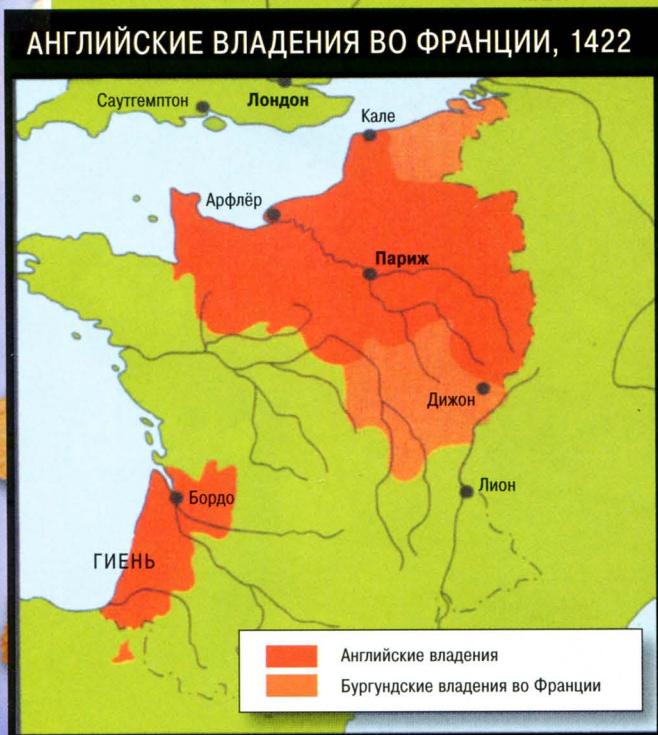 АНГЛИЙСКИЕ ВЛАДЕНИЯ ВО ФРАНЦИИ, 1422
Саутгемптон
Лондон
Кале
Арфлёр
Париж
Дижон
Лион
Бордо
ГИЕНЬ
Английские владения
Бургундские владения во Франции